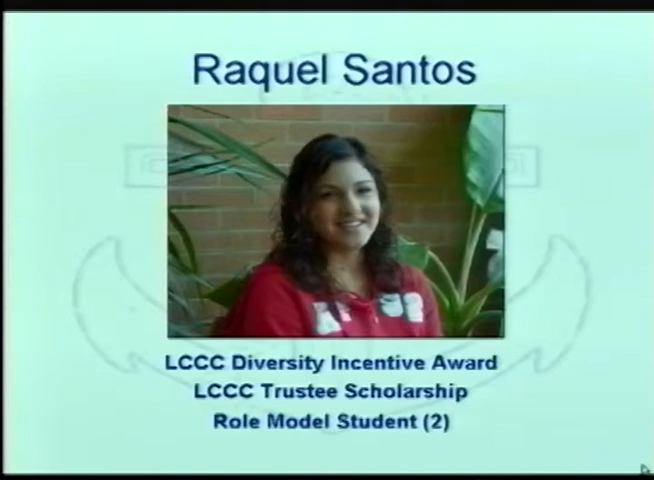 Raquel Santos
LCCC Diversity Incentive Award
LCCC Trustee Scholarship
Role Model Student (2)